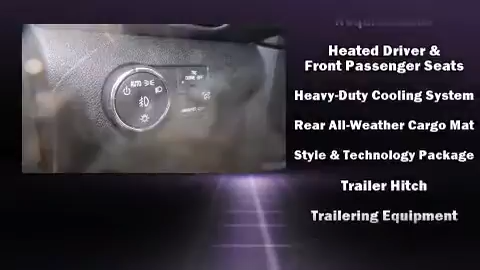 AUTO
Heated Driver &
Front Passenger Seats
Heavy-Duty Cooling System
Rear All-Weather Cargo Mat
Style & Technology Package
Trailer Hitch
Trailering Equipment